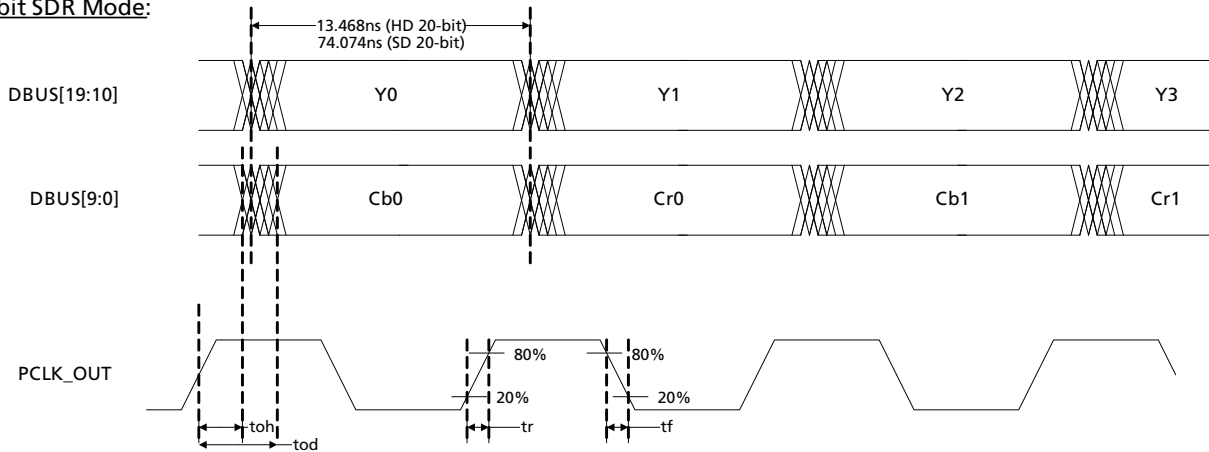 bit SDR Mode:
13.468ns (HD 20-bit)
74.074ns (SD 20-bit)
DBUS[19:10]
Y0
Y1
Y2
Y3
DBUS[9:0]
Cb0
Cr0
Cb1
Cr1
PCLK_OUT
80%
80%
20%
20%
toh
tod
tr
tf